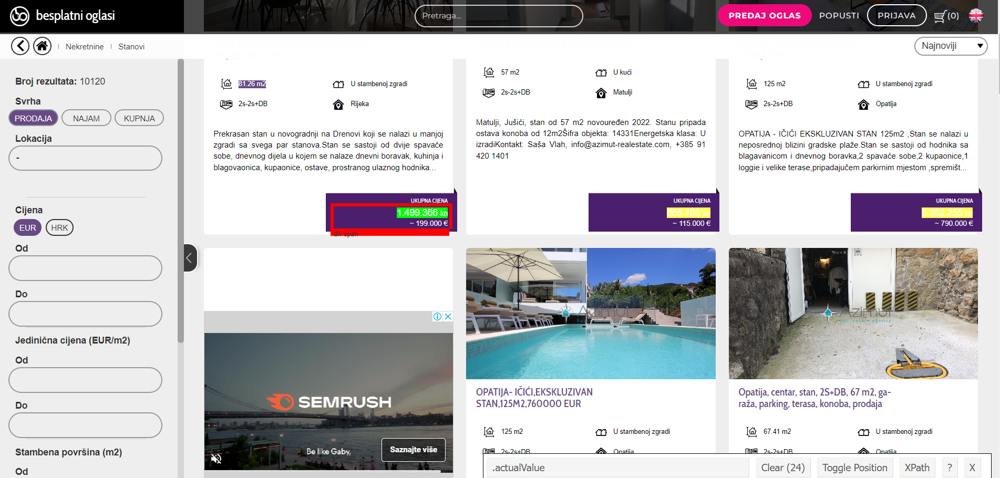 besplatni oglasi
Pretraga...
PREDAJ OGLAS
POPUSTI
PRIJAVA
(0)
Nekretnine
Stanovi
Najnoviji
Broj rezultata: 10120
Svrha
PRODAJA
NAJAM
KUPNJA
Lokacija
-
Cijena
EUR
HRK
Od
Do
Jedinična cijena (EUR/m2)
Od
Do
Stambena površina (m2)
Od
81.26 m2
U stambenoj zgradi
2s-2s+DB
Rijeka
Prekrasan stan u novogradnji na Drenovi koji se nalazi u manjoj
zgradi sa svega par stanova.Stan se sastoji od dvije spavaće
sobe, dnevnog dijela u kojem se nalaze dnevni boravak, kuhinja i
blagovaonica, kupaonice, ostave, prostranog ulaznog hodnika...
UKUPNA CIJENA
1.499.366 kn
~ 199.000 €
div span
57 m2
U kući
2s-2s+DB
Matulji
Matulji, Jušići, stan od 57 m2 novouređen 2022. Stanu pripada
ostava konoba od 12m2Šifra objekta: 14331Energetska klasa: U
izradiKontakt: Saša Vlah, info@azimut-realestate.com, +385 91
420 1401
UKUPNA CIJENA
866.468 kn
~ 115.000 €
125 m2
U stambenoj zgradi
2s-2s+DB
Opatija
OPATIJA - IČIĆI EKSKLUZIVAN STAN 125m2 ,Stan se nalazi u
neposrednoj blizini gradske plaže.Stan se sastoji od hodnika sa
blagavanicom i dnevnog boravka,2 spavaće sobe,2 kupaonice,1
loggie i velike terase,pripadajučem parkirnim mjestom ,spremišt...
UKUPNA CIJENA
5.952.255 kn
~ 790.000 €
SEMRUSH
Be like Gaby,
Saznajte više
Azimut
Real estate agency
OPATIJA- IČIĆI,EKSKLUZIVAN
STAN,125M2,760000 EUR
125 m2
U stambenoj zgradi
2s-2s+DB
Opatija
Azimut
Real estate agency
Opatija, centar, stan, 2S+DB, 67 m2, ga-
raža, parking, terasa, konoba, prodaja
67.41 m2
U stambenoj zgradi
2s-2s+DB
Opatija
.actualValue
Clear (24)
Toggle Position
XPath
?
X